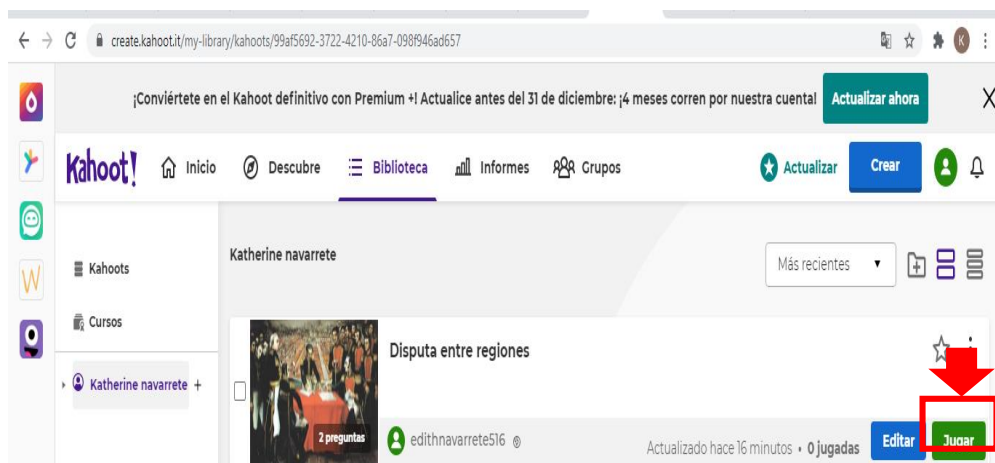 create.kahoot.it/my-library/kahoots/99af5692-3722-4210-86a7-098f946ad657
K
¡Conviértete en el Kahoot definitivo con Premium +! Actualice antes del 31 de diciembre: ¡4 meses corren por nuestra cuenta!
Actualizar ahora
X
Kahoot!
Inicio
Descubre
Biblioteca
Informes
Grupos
Actualizar
Crear
W
Kahoots
Cursos
Katherine navarrete +
Katherine navarrete
Más recientes
Disputa entre regiones
2 preguntas
edithnavarrete516
Actualizado hace 16 minutos • 0 jugadas
Editar
Jugar